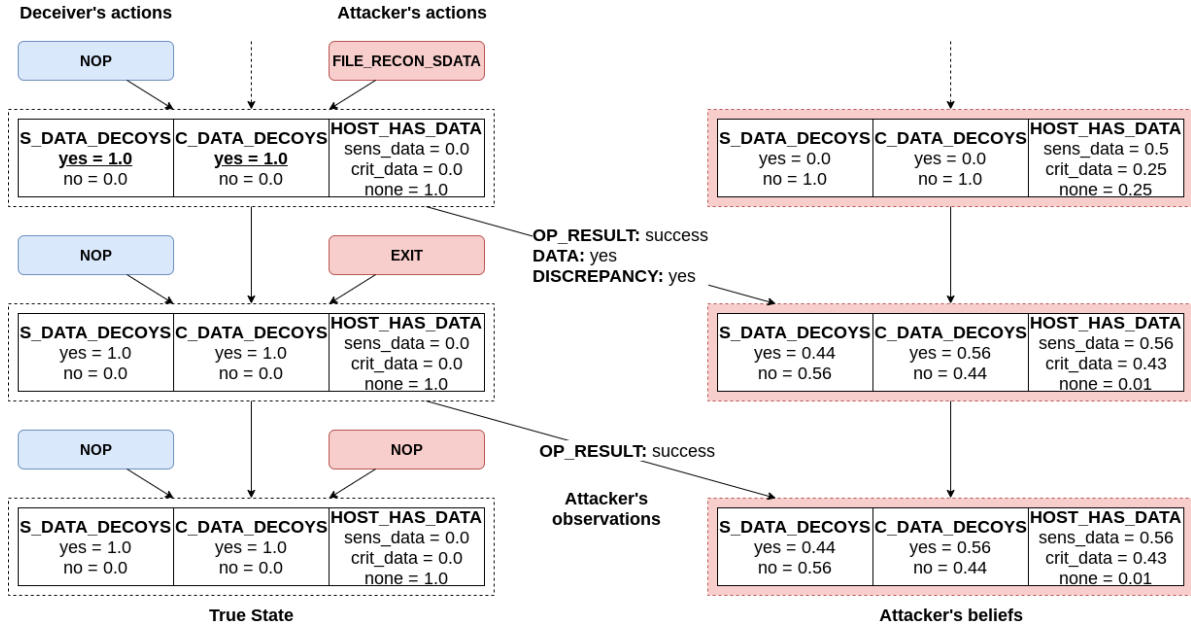 Deceiver's actions
Attacker's actions
NOP
FILE_RECON_SDATA
S_DATA_DECOYS
yes = 1.0
no = 0.0
C_DATA_DECOYS
yes = 1.0
no = 0.0
HOST_HAS_DATA
sens_data = 0.0
crit_data = 0.0
none = 1.0
S_DATA_DECOYS
yes = 0.0
no = 1.0
C_DATA_DECOYS
yes = 0.0
no = 1.0
HOST_HAS_DATA
sens_data = 0.5
crit_data = 0.25
none = 0.25
OP_RESULT: success
DATA: yes
DISCREPANCY: yes
NOP
EXIT
S_DATA_DECOYS
yes = 1.0
no = 0.0
C_DATA_DECOYS
yes = 1.0
no = 0.0
HOST_HAS_DATA
sens_data = 0.0
crit_data = 0.0
none = 1.0
S_DATA_DECOYS
yes = 0.44
no = 0.56
C_DATA_DECOYS
yes = 0.56
no = 0.44
HOST_HAS_DATA
sens_data = 0.56
crit_data = 0.43
none = 0.01
OP_RESULT: success
NOP
NOP
Attacker's
observations
S_DATA_DECOYS
yes = 1.0
no = 0.0
C_DATA_DECOYS
yes = 1.0
no = 0.0
HOST_HAS_DATA
sens_data = 0.0
crit_data = 0.0
none = 1.0
S_DATA_DECOYS
yes = 0.44
no = 0.56
C_DATA_DECOYS
yes = 0.56
no = 0.44
HOST_HAS_DATA
sens_data = 0.56
crit_data = 0.43
none = 0.01
True State
Attacker's beliefs